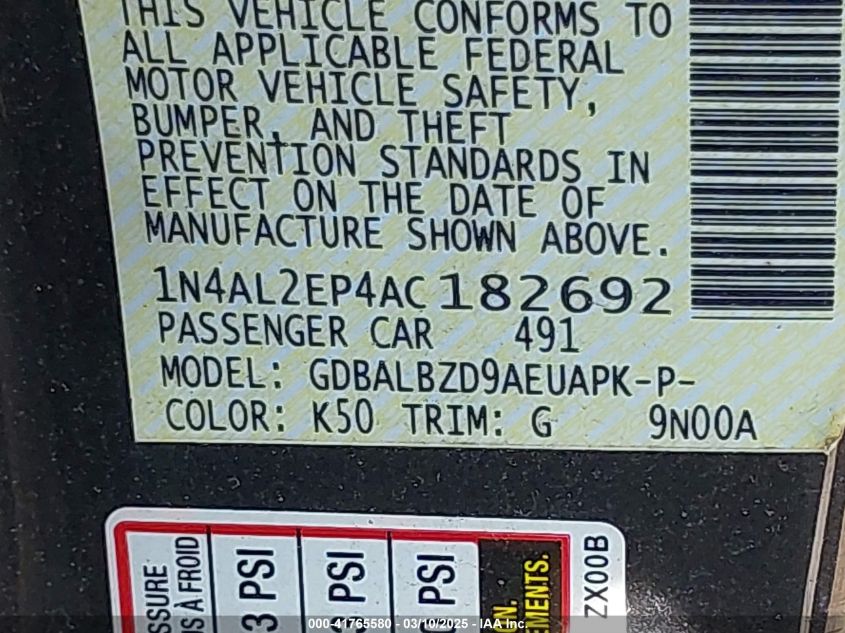 THIS VEHICLE CONFORMS TO
ALL APPLICABLE FEDERAL
MOTOR VEHICLE SAFETY,
BUMPER, AND THEFT
PREVENTION STANDARDS IN
EFFECT ON THE DATE OF
MANUFACTURE SHOWN ABOVE.
1N4AL2EP4AC182692
PASSENGER CAR 491
MODEL: GDBALBZD9AEUAPK-P-
COLOR: K50 TRIM: G 9N00A
À FROID
PSI
PSI
PSI
ZX00B
000-41765580 - 03/10/2025 - IAA Inc.